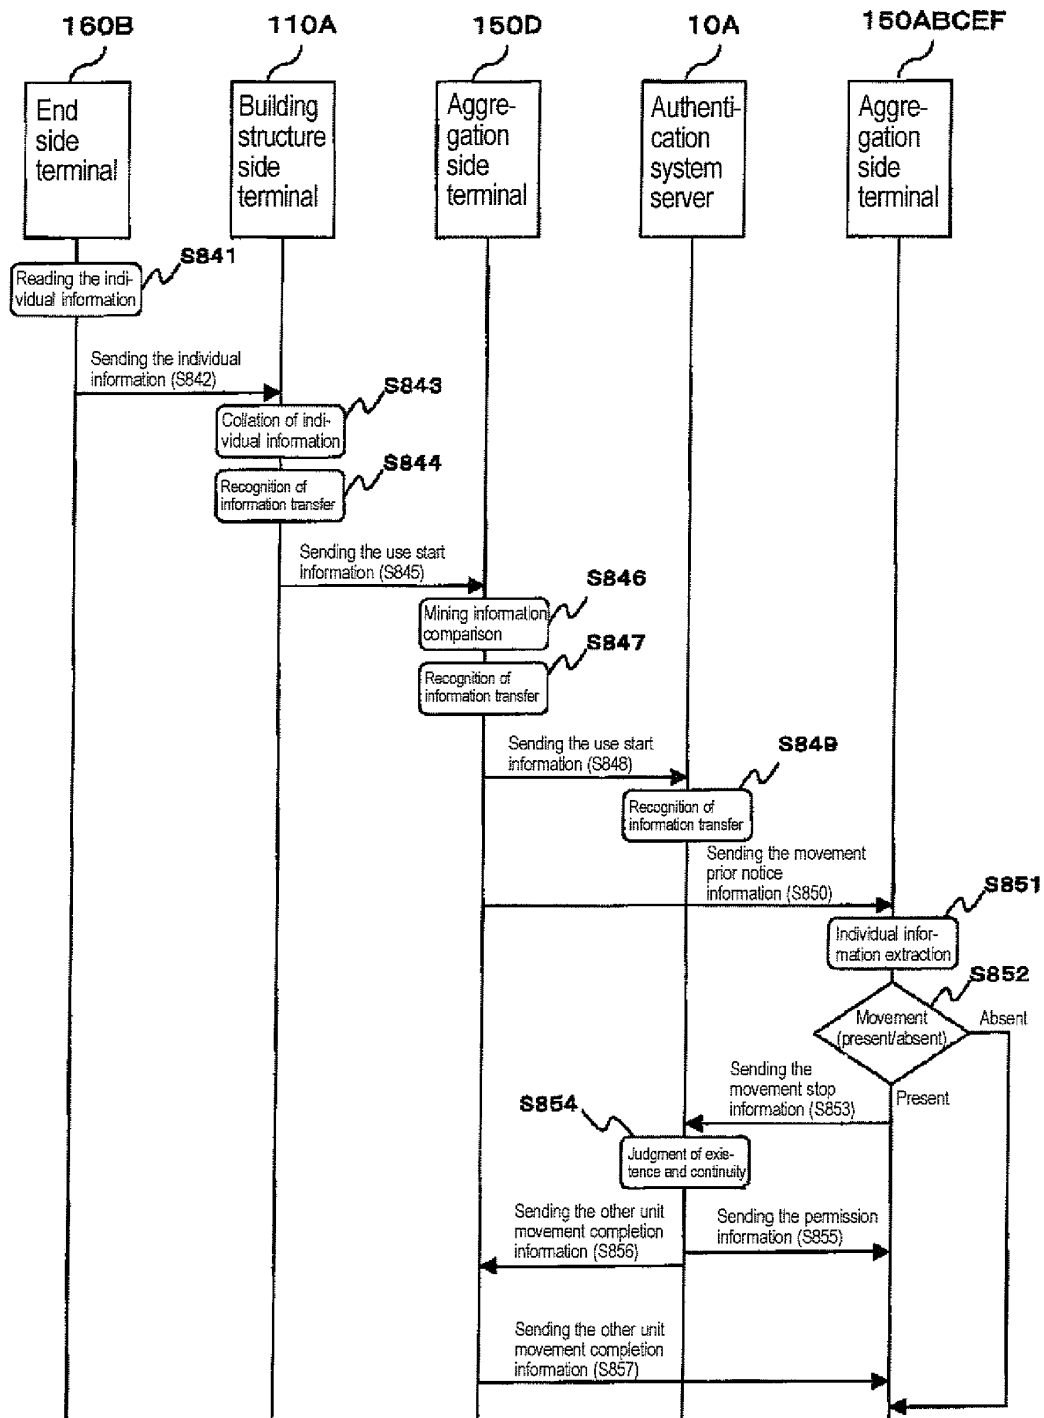 160B
110A
150D
10A
150ABCEF
End
side
terminal
Building
structure
side
terminal
Aggre-
gation
side
terminal
Authenti-
cation
system
server
Aggre-
gation
side
terminal
S841
Reading the indi-
vidual information
Sending the individual
information (S842)
S843
Collation of indi-
vidual information
S844
Recognition of
information transfer
Sending the use start
information (S845)
S846
Mining information
comparison
S847
Recognition of
information transfer
Sending the use start
information (S848)
S849
Recognition of
information transfer
Sending the movement
prior notice
information (S850)
S851
Individual infor-
mation extraction
S852
Movement
(present/absent)
Absent
Sending the
movement stop
information (S853)
Present
S854
Judgment of exis-
tence and continuity
Sending the other unit
movement completion
information (S856)
Sending the permission
information (S855)
Sending the other unit
movement completion
information (S857)